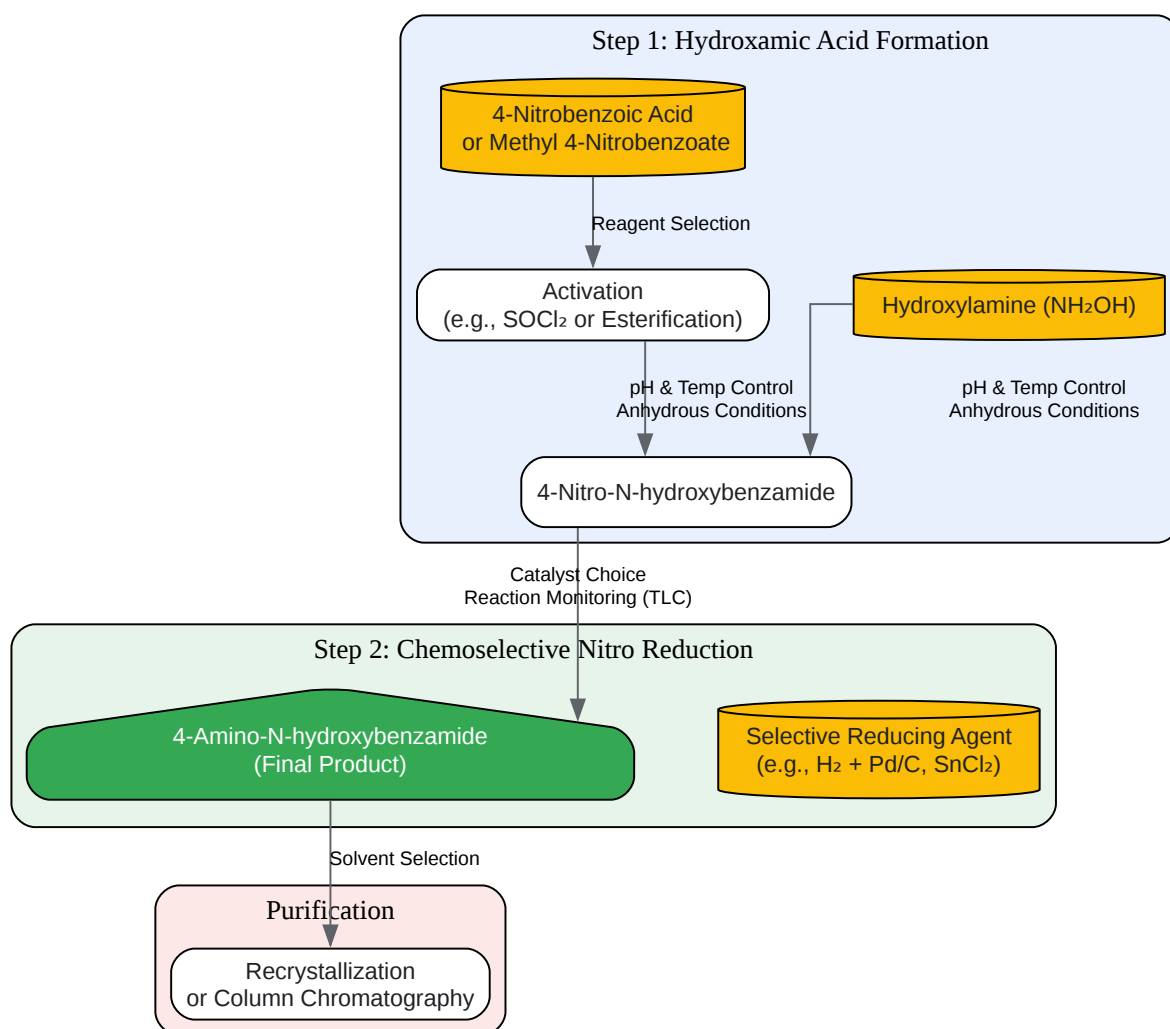 Step 1: Hydroxamic Acid Formation
4-Nitrobenzoic Acid
or Methyl 4-Nitrobenzoate
Reagent Selection
Activation
(e.g., SOCl₂ or Esterification)
Hydroxylamine (NH₂OH)
pH & Temp Control
Anhydrous Conditions
pH & Temp Control
Anhydrous Conditions
4-Nitro-N-hydroxybenzamide
Catalyst Choice
Reaction Monitoring (TLC)
Step 2: Chemoselective Nitro Reduction
4-Amino-N-hydroxybenzamide
(Final Product)
Selective Reducing Agent
(e.g., H₂ + Pd/C, SnCl₂)
Solvent Selection
Purification
Recrystallization
or Column Chromatography